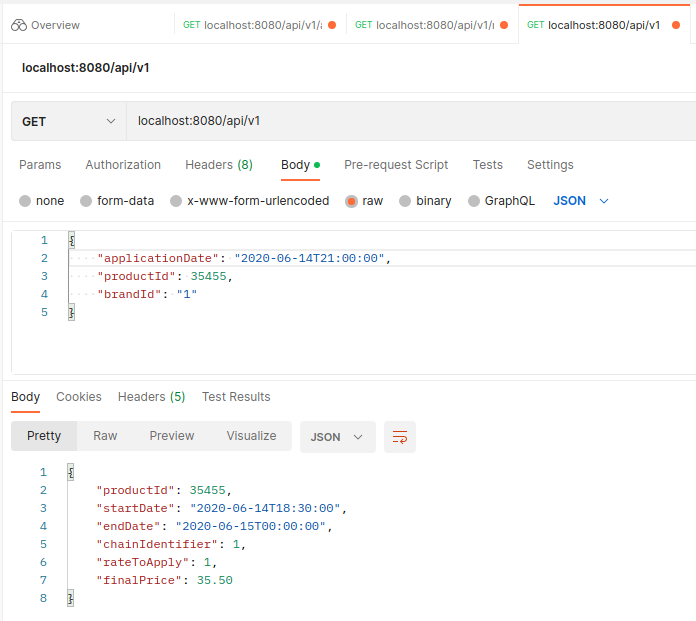 Overview
GET localhost:8080/api/v1/
GET localhost:8080/api/v1/
GET localhost:8080/api/v1
localhost:8080/api/v1
GET localhost:8080/api/v1
Params Authorization Headers (8) Body Pre-request Script Tests Settings
none form-data x-www-form-urlencoded raw binary GraphQL JSON
1 {
2 "applicationDate": "2020-06-14T21:00:00",
3 "productId": 35455,
4 "brandId": "1"
5 }
Body Cookies Headers (5) Test Results
Pretty Raw Preview Visualize JSON
1 {
2 "productId": 35455,
3 "startDate": "2020-06-14T18:30:00",
4 "endDate": "2020-06-15T00:00:00",
5 "chainIdentifier": 1,
6 "rateToApply": 1,
7 "finalPrice": 35.50
8 }